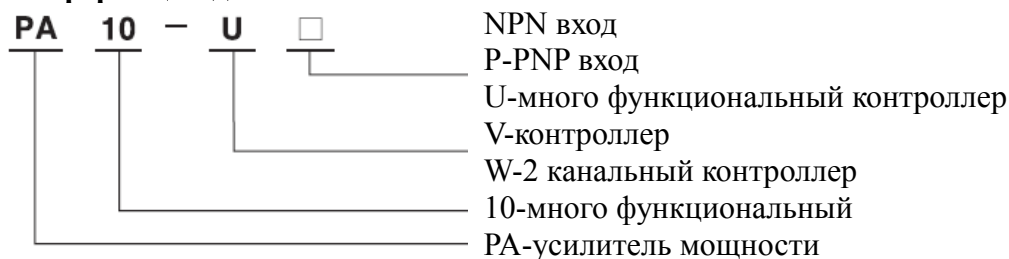 PA 10 – U □
NPN вход
P-PNP вход
U-много функциональный контроллер
V-контроллер
W-2 канальный контроллер
10-много функциональный
PA-усилитель мощности